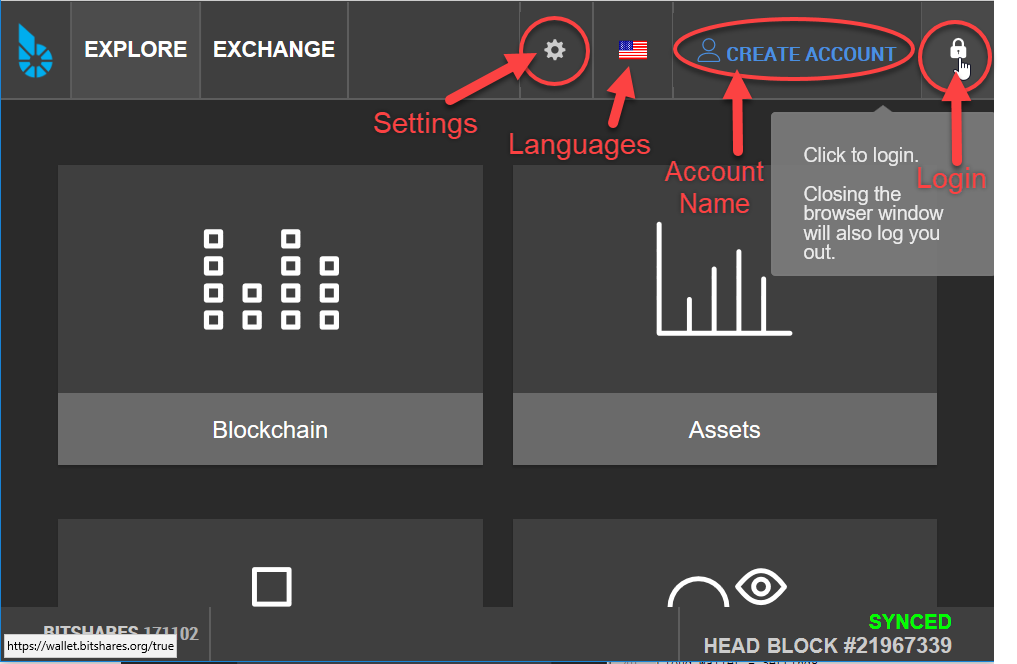 EXPLORE
EXCHANGE
CREATE ACCOUNT
Settings
Languages
Account
Name
Login
Click to login.
Closing the
browser window
will also log you
out.
Blockchain
Assets
BITSHARES 171102
https://wallet.bitshares.org/true
SYNCED
HEAD BLOCK #21967339